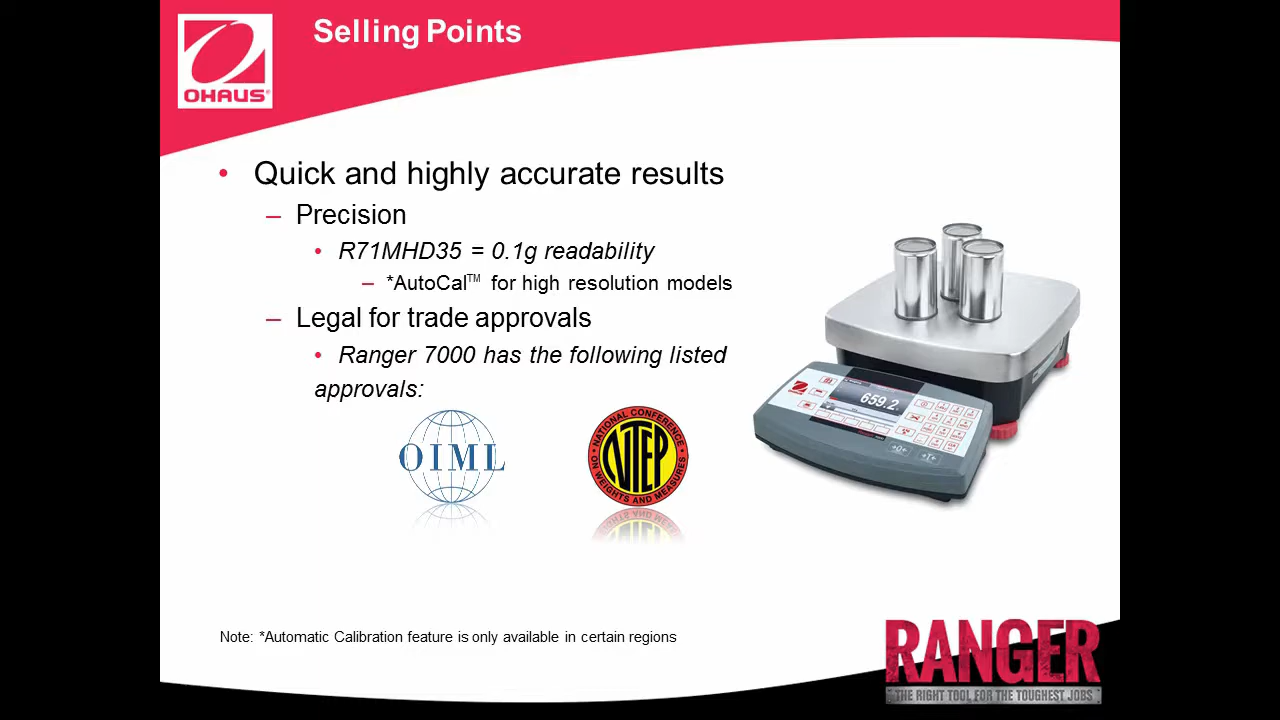 Selling Points
OHAUS®
• Quick and highly accurate results
– Precision
• R71MHD35 = 0.1g readability
– *AutoCal™ for high resolution models
– Legal for trade approvals
• Ranger 7000 has the following listed
approvals:
OIML
NATIONAL CONFERENCE
NTEP
ON WEIGHTS AND MEASURES
659.2
Note: *Automatic Calibration feature is only available in certain regions
RANGER
THE RIGHT TOOL FOR THE TOUGHEST JOBS